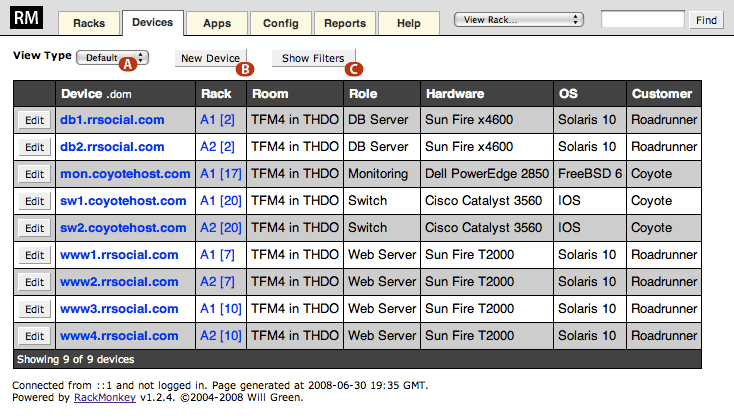 RM Racks Devices Apps Config Reports Help View Rack... Find
View Type Default A New Device B Show Filters C
Device .dom Rack Room Role Hardware OS Customer
Edit db1.rrsocial.com A1 [2] TFM4 in THDO DB Server Sun Fire x4600 Solaris 10 Roadrunner
Edit db2.rrsocial.com A2 [2] TFM4 in THDO DB Server Sun Fire x4600 Solaris 10 Roadrunner
Edit mon.coyotehost.com A1 [17] TFM4 in THDO Monitoring Dell PowerEdge 2850 FreeBSD 6 Coyote
Edit sw1.coyotehost.com A1 [20] TFM4 in THDO Switch Cisco Catalyst 3560 IOS Coyote
Edit sw2.coyotehost.com A2 [20] TFM4 in THDO Switch Cisco Catalyst 3560 IOS Coyote
Edit www1.rrsocial.com A1 [7] TFM4 in THDO Web Server Sun Fire T2000 Solaris 10 Roadrunner
Edit www2.rrsocial.com A2 [7] TFM4 in THDO Web Server Sun Fire T2000 Solaris 10 Roadrunner
Edit www3.rrsocial.com A1 [10] TFM4 in THDO Web Server Sun Fire T2000 Solaris 10 Roadrunner
Edit www4.rrsocial.com A2 [10] TFM4 in THDO Web Server Sun Fire T2000 Solaris 10 Roadrunner
Showing 9 of 9 devices
Connected from ::1 and not logged in. Page generated at 2008-06-30 19:35 GMT.
Powered by RackMonkey v1.2.4. ©2004-2008 Will Green.